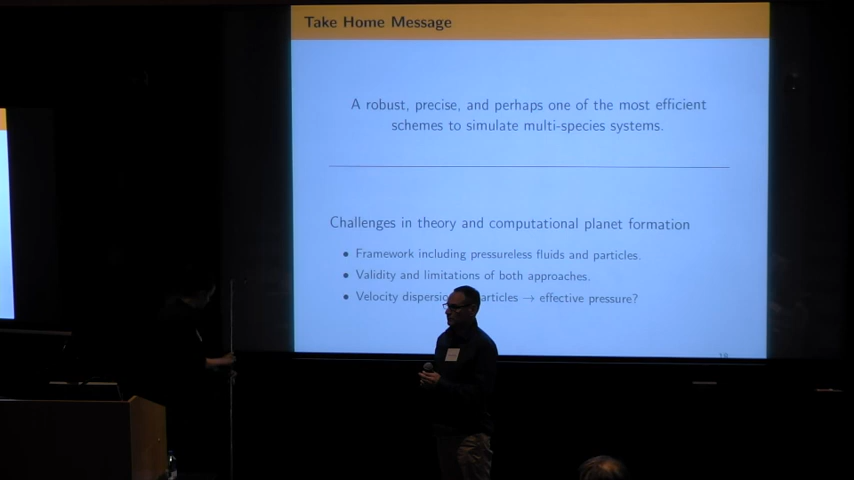 Take Home Message
A robust, precise, and perhaps one of the most efficient
schemes to simulate multi-species systems.
Challenges in theory and computational planet formation
• Framework including pressureless fluids and particles.
• Validity and limitations of both approaches.
• Velocity dispersi articles → effective pressure?